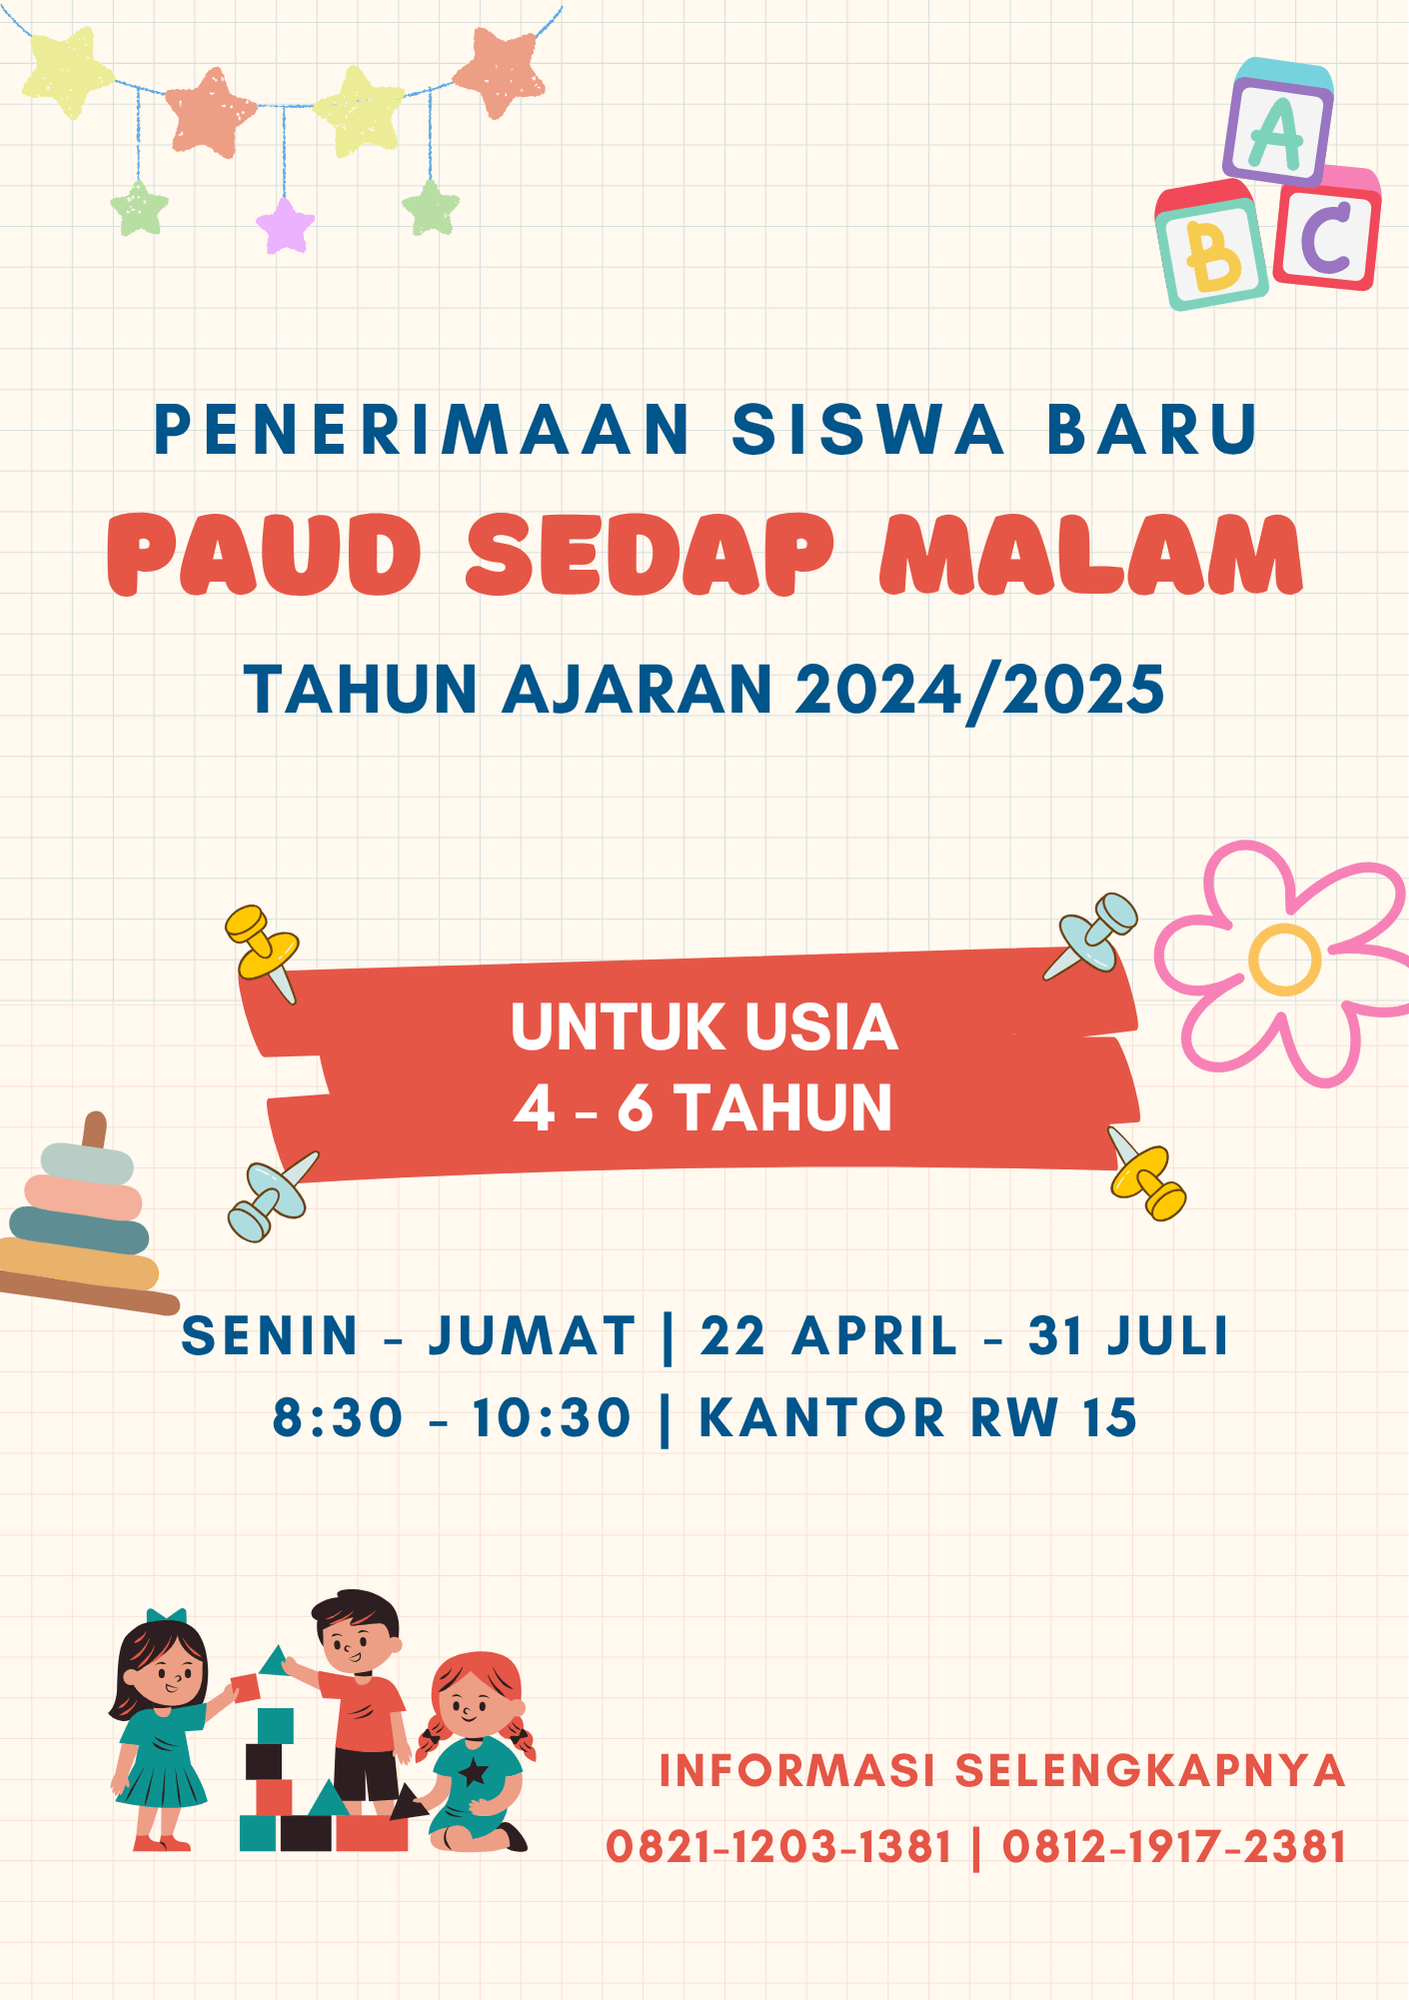 A
B
C
PENERIMAAN SISWA BARU
PAUD SEDAP MALAM
TAHUN AJARAN 2024/2025
UNTUK USIA
4 - 6 TAHUN
SENIN - JUMAT | 22 APRIL - 31 JULI
8:30 - 10:30 | KANTOR RW 15
INFORMASI SELENGKAPNYA
0821-1203-1381 | 0812-1917-2381